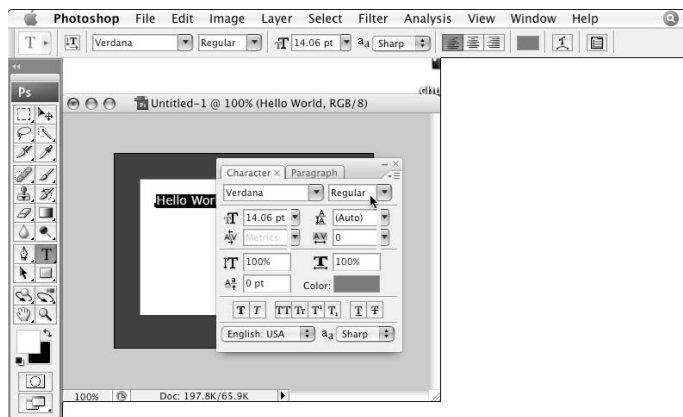 Photoshop File Edit Image Layer Select Filter Analysis View Window Help
T Verdana Regular T 14.06 pt aa Sharp
Ps
Untitled-1 @ 100% (Hello World, RGB/8)
Character × Paragraph
Hello Wor
Verdana Regular
14.06 pt (Auto)
Metrics 0
100% 100%
0 pt Color:
T T TT Tr T¹ T₁ T T
English: USA aa Sharp
100% Doc: 197.8K/65.9K